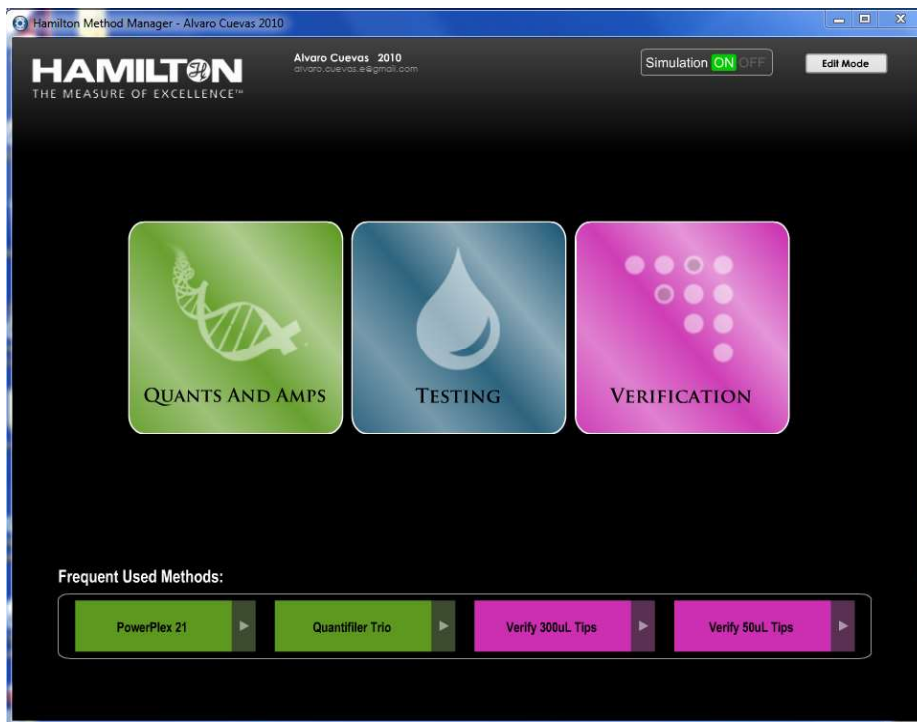 Hamilton Method Manager - Alvaro Cuevas 2010
HAMILTON
THE MEASURE OF EXCELLENCE™
Alvaro Cuevas 2010
alvaro.cuevas.e@gmail.com
Simulation ON OFF
Edit Mode
QUANTS AND AMPS
TESTING
VERIFICATION
Frequent Used Methods:
PowerPlex 21
Quantifiler Trio
Verify 300uL Tips
Verify 50uL Tips